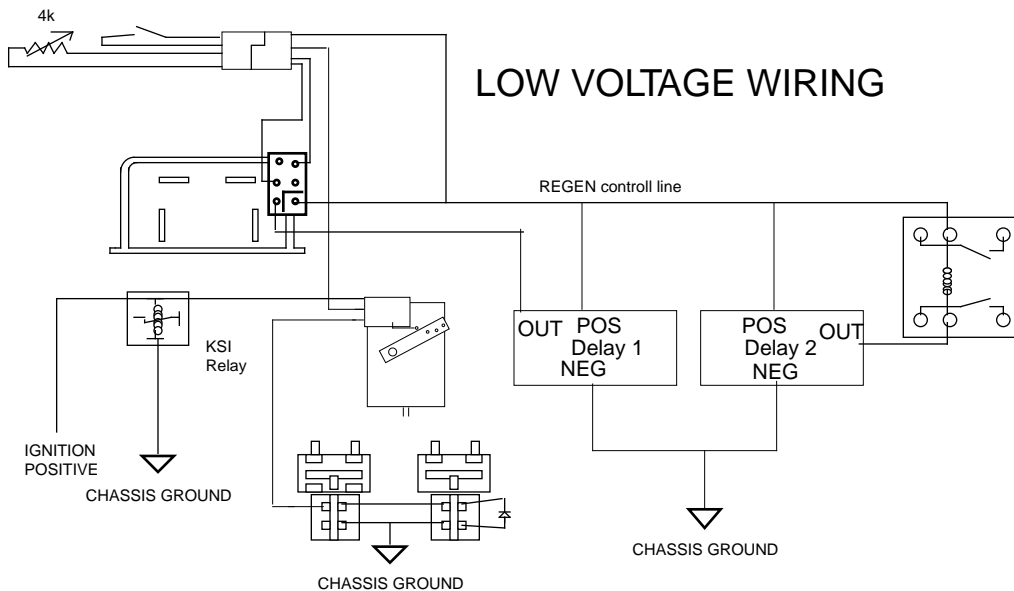 4k
LOW VOLTAGE WIRING
REGEN controll line
KSI
Relay
OUT POS
Delay 1
NEG
POS
OUT
Delay 2
NEG
IGNITION
POSITIVE
CHASSIS GROUND
CHASSIS GROUND
CHASSIS GROUND